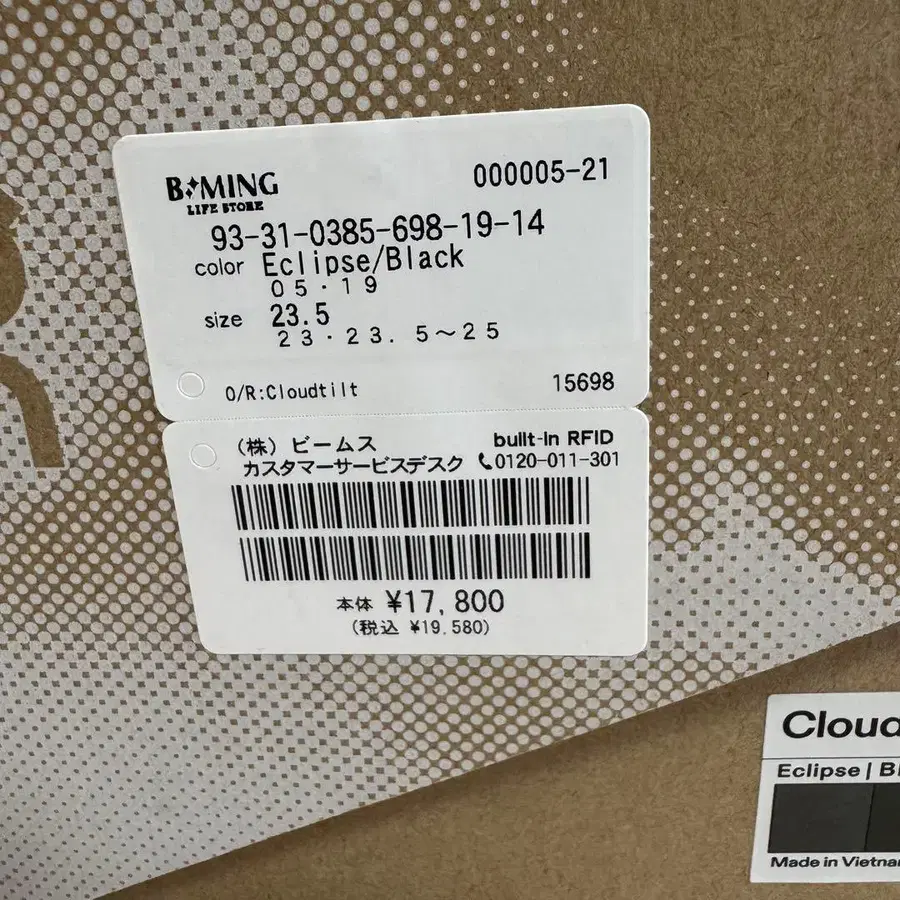 B MING
LIFE STORE
000005-21
93-31-0385-698-19-14
color Eclipse/Black
05・19
size 23.5
23・23.5〜25
O/R:Cloudtilt
15698
(株) ビームス
built-in RFID
カスタマーサービスデスク 0120-011-301
本体 ¥17,800
(税込 ¥19.580)
Cloud
Eclipse | Bl
Made in Vietna